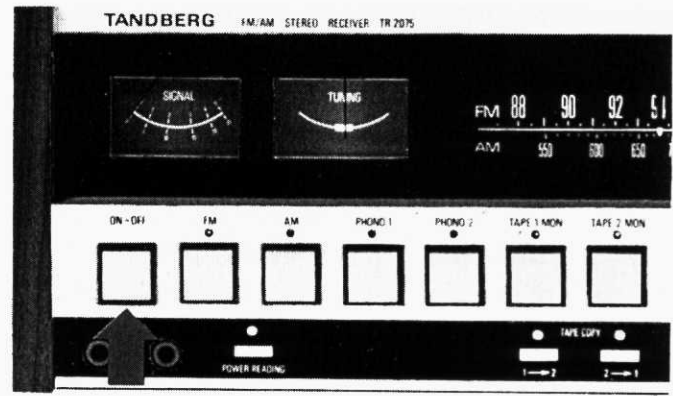 TANDBERG FM/AM STEREO RECEIVER TR 2075
SIGNAL
TUNING
FM 88 90 92
AM 550 600 650
ON-OFF FM AM PHONO 1 PHONO 2 TAPE 1 MON TAPE 2 MON
POWER READING
TAPE COPY
1→2 2→1